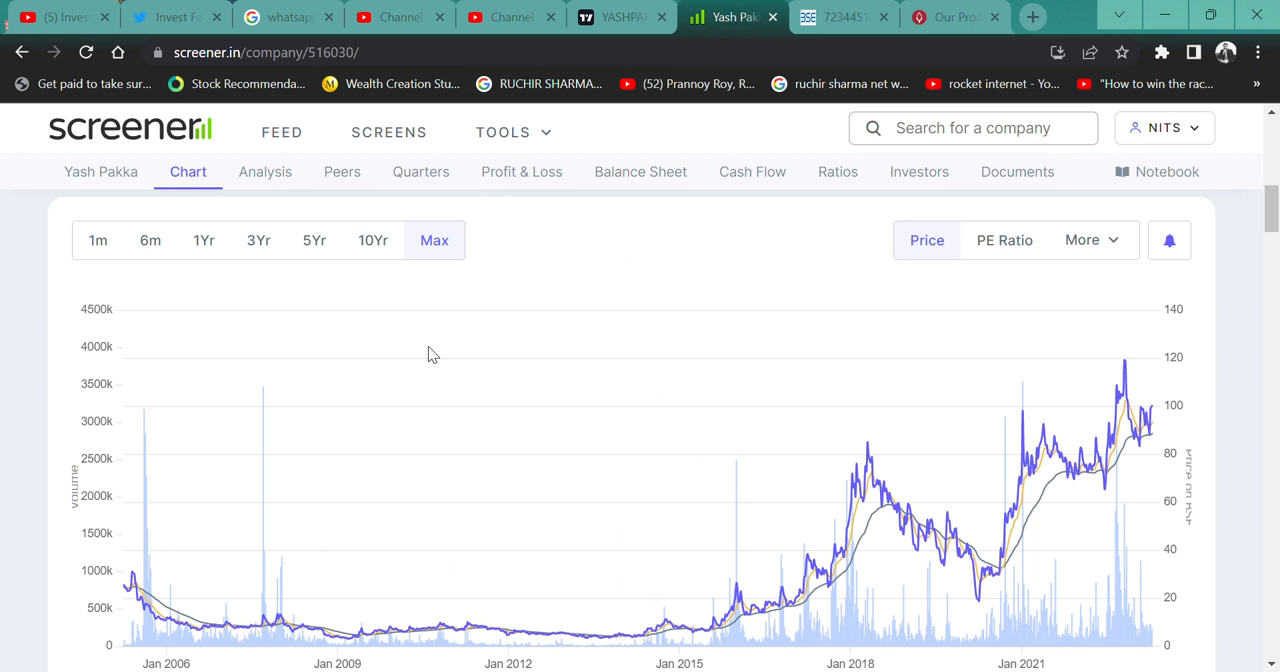 (5) Inves
Invest Fo
whatsap
Channel
Channel
YASHPA
Yash Pak
7234451
Our Proc
screener.in/company/516030/
Get paid to take sur...
Stock Recommenda...
Wealth Creation Stu...
RUCHIR SHARMA...
(52) Prannoy Roy, R...
ruchir sharma net w...
rocket internet - Yo...
"How to win the rac...
»
screener
FEED
SCREENS
TOOLS
Search for a company
NITS
Yash Pakka
Chart
Analysis
Peers
Quarters
Profit & Loss
Balance Sheet
Cash Flow
Ratios
Investors
Documents
Notebook
1m
6m
1Yr
3Yr
5Yr
10Yr
Max
Price
PE Ratio
More
4500k
4000k
3500k
3000k
2500k
2000k
1500k
1000k
500k
0
Volume
140
120
100
80
60
40
20
0
Price on BSE
Jan 2006
Jan 2009
Jan 2012
Jan 2015
Jan 2018
Jan 2021